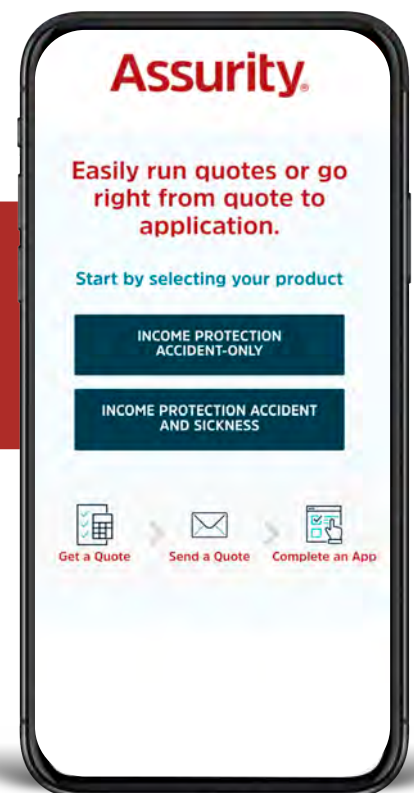 Assurity®
Easily run quotes or go
right from quote to
application.
Start by selecting your product
INCOME PROTECTION
ACCIDENT-ONLY
INCOME PROTECTION ACCIDENT
AND SICKNESS
Get a Quote Send a Quote Complete an App